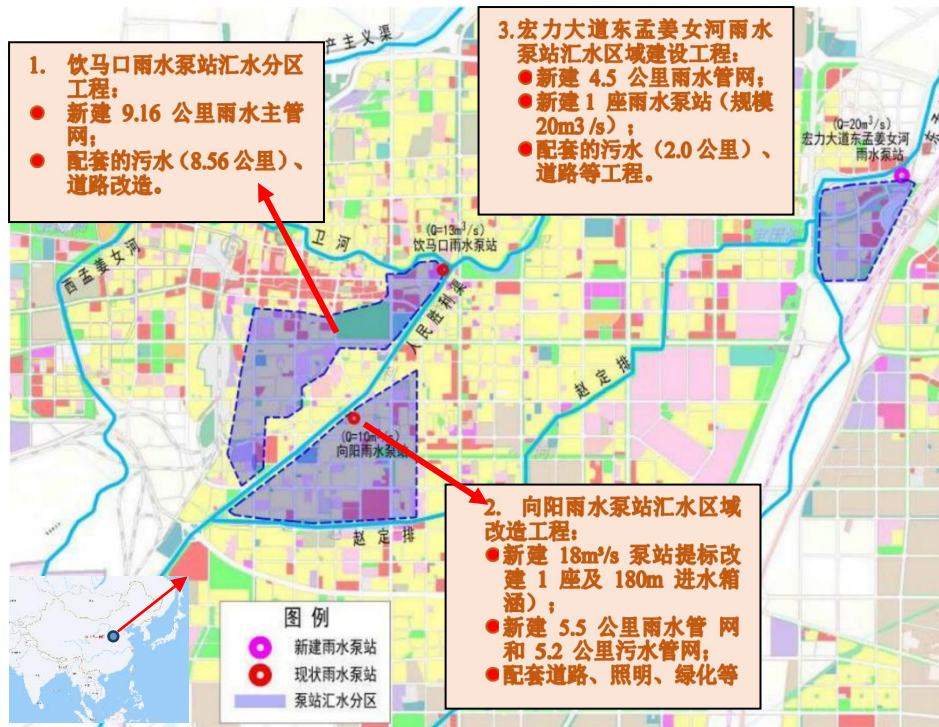 产主义渠
1. 饮马口雨水泵站汇水分区
工程：
● 新建 9.16 公里雨水主管
网；
● 配套的污水（8.56 公里）、
道路改造。
3.宏力大道东孟姜女河雨水
泵站汇水区域建设工程：
●新建 4.5 公里雨水管网；
●新建 1 座雨水泵站（规模
20m3 /s）；
●配套的污水（2.0 公里）、
道路等工程。
(Q=20m³/s)
宏力大道东孟姜女河
雨水泵站
卫河
(Q=13m³/s)
饮马口雨水泵站
西孟姜女河
人民胜利渠
赵定排
(Q=10m³/s)
向阳雨水泵站
赵定排
2. 向阳雨水泵站汇水区域
改造工程：
●新建 18m³/s 泵站提标改
建 1 座及 180m 进水箱
涵）；
●新建 5.5 公里雨水管 网
和 5.2 公里污水管网；
●配套道路、照明、绿化等
图例
新建雨水泵站
现状雨水泵站
泵站汇水分区